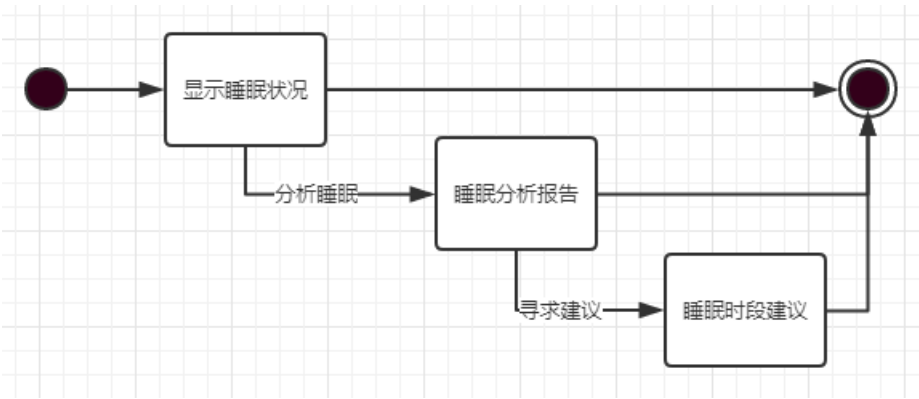 显示睡眠状况
分析睡眠
睡眠分析报告
寻求建议
睡眠时段建议